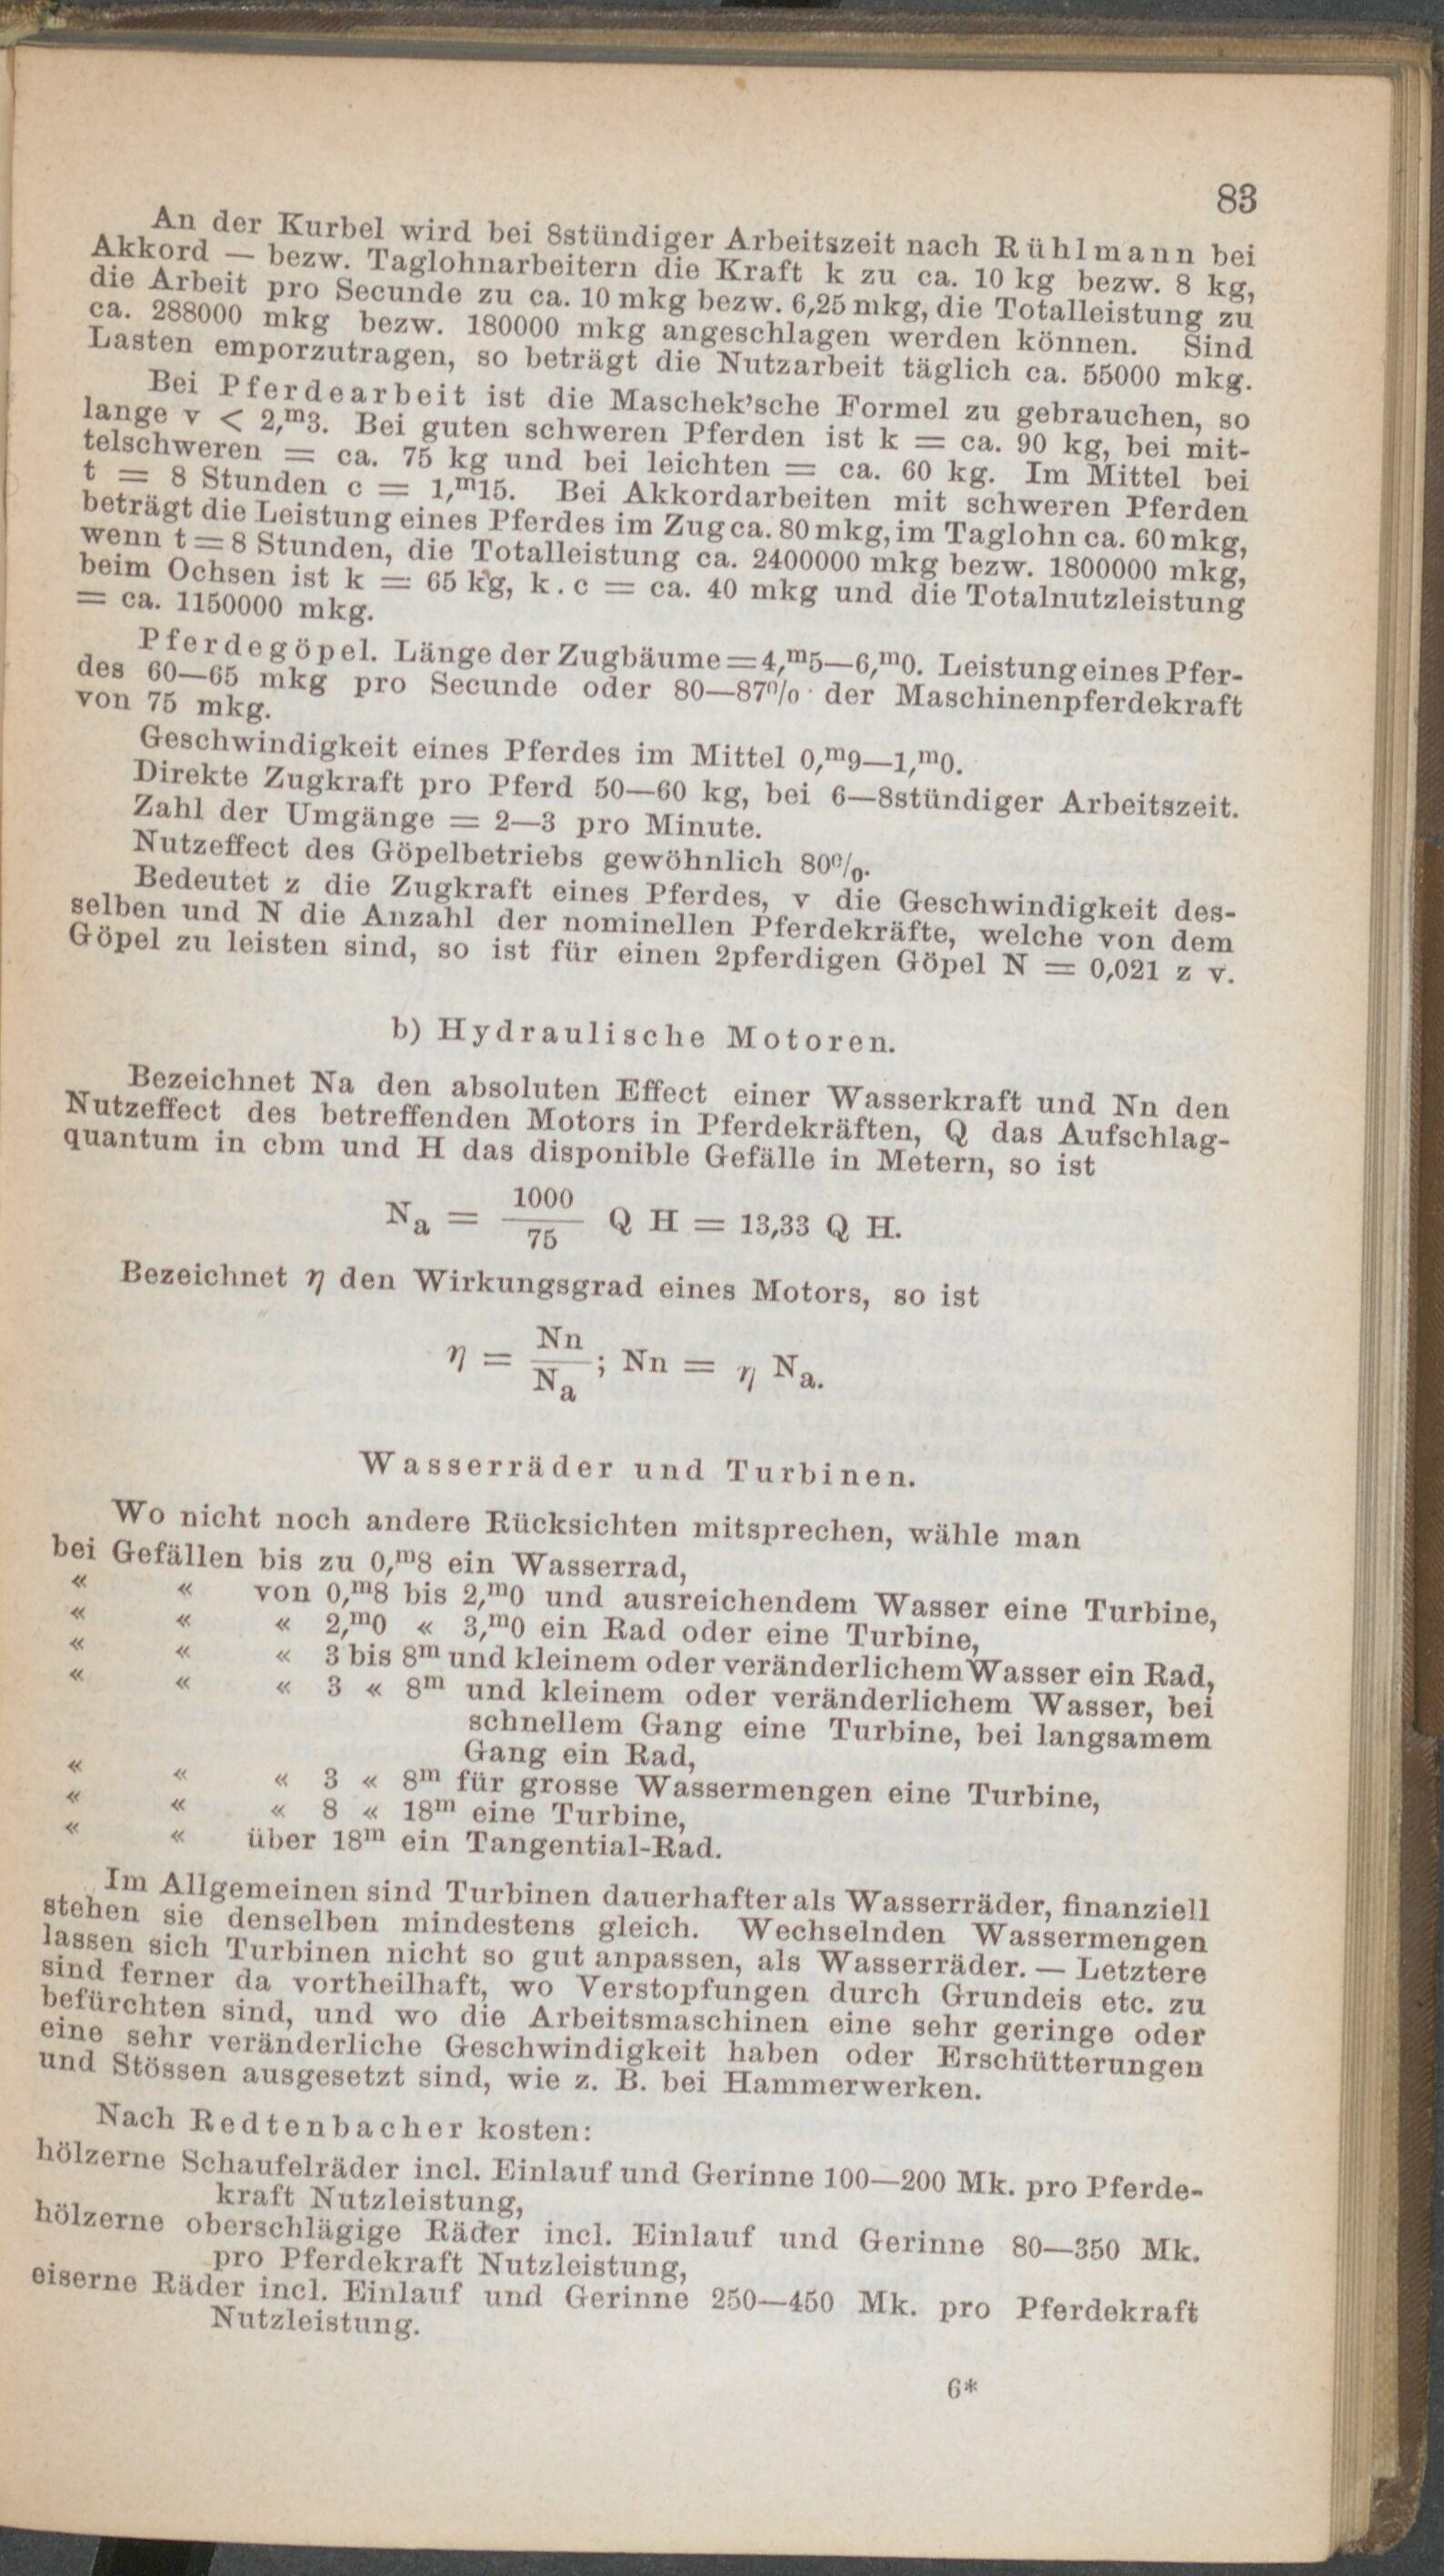 83
An der Kurbel wird bei 8stündiger Arbeitszeit nach Rühlmann bei
Akkord — bezw. Taglohnarbeitern die Kraft k zu ca. 10 kg bezw. 8 kg,
die Arbeit pro Secunde zu ca. 10 mkg bezw. 6,25 mkg, die Totalleistung zu
ca. 288000 mkg bezw. 180000 mkg angeschlagen werden können. Sind
Lasten emporzutragen, so beträgt die Nutzarbeit täglich ca. 55000 mkg.
Bei Pferdearbeit ist die Maschek'sche Formel zu gebrauchen, so
lange v < 2,ᵐ3. Bei guten schweren Pferden ist k = ca. 90 kg, bei mit-
telschweren = ca. 75 kg und bei leichten = ca. 60 kg. Im Mittel bei
t = 8 Stunden c = 1,ᵐ15. Bei Akkordarbeiten mit schweren Pferden
beträgt die Leistung eines Pferdes im Zug ca. 80 mkg, im Taglohn ca. 60 mkg,
wenn t = 8 Stunden, die Totalleistung ca. 2400000 mkg bezw. 1800000 mkg,
beim Ochsen ist k = 65 kg, k . c = ca. 40 mkg und die Totalnutzleistung
= ca. 1150000 mkg.
Pferdegöpel. Länge der Zugbäume = 4,ᵐ5—6,ᵐ0. Leistung eines Pfer-
des 60—65 mkg pro Secunde oder 80—87% der Maschinenpferdekraft
von 75 mkg.
Geschwindigkeit eines Pferdes im Mittel 0,ᵐ9—1,ᵐ0.
Direkte Zugkraft pro Pferd 50—60 kg, bei 6—8stündiger Arbeitszeit.
Zahl der Umgänge = 2—3 pro Minute.
Nutzeffect des Göpelbetriebs gewöhnlich 80%.
Bedeutet z die Zugkraft eines Pferdes, v die Geschwindigkeit des-
selben und N die Anzahl der nominellen Pferdekräfte, welche von dem
Göpel zu leisten sind, so ist für einen 2pferdigen Göpel N = 0,021 z v.
b) Hydraulische Motoren.
Bezeichnet Na den absoluten Effect einer Wasserkraft und Nn den
Nutzeffect des betreffenden Motors in Pferdekräften, Q das Aufschlag-
quantum in cbm und H das disponible Gefälle in Metern, so ist
Nₐ = 1000/75 Q H = 13,33 Q H.
Bezeichnet η den Wirkungsgrad eines Motors, so ist
η = Nn/Nₐ; Nn = η Nₐ.
Wasserräder und Turbinen.
Wo nicht noch andere Rücksichten mitsprechen, wähle man
bei Gefällen bis zu 0,ᵐ8 ein Wasserrad,
« « von 0,ᵐ8 bis 2,ᵐ0 und ausreichendem Wasser eine Turbine,
« « « 2,ᵐ0 « 3,ᵐ0 ein Rad oder eine Turbine,
« « « 3 bis 8ᵐ und kleinem oder veränderlichem Wasser ein Rad,
« « « 3 « 8ᵐ und kleinem oder veränderlichem Wasser, bei
schnellem Gang eine Turbine, bei langsamem
Gang ein Rad,
« « « 3 « 8ᵐ für grosse Wassermengen eine Turbine,
« « « 8 « 18ᵐ eine Turbine,
« « über 18ᵐ ein Tangential-Rad.
Im Allgemeinen sind Turbinen dauerhafter als Wasserräder, finanziell
stehen sie denselben mindestens gleich. Wechselnden Wassermengen
lassen sich Turbinen nicht so gut anpassen, als Wasserräder. — Letztere
sind ferner da vortheilhaft, wo Verstopfungen durch Grundeis etc. zu
befürchten sind, und wo die Arbeitsmaschinen eine sehr geringe oder
eine sehr veränderliche Geschwindigkeit haben oder Erschütterungen
und Stössen ausgesetzt sind, wie z. B. bei Hammerwerken.
Nach Redtenbacher kosten:
hölzerne Schaufelräder incl. Einlauf und Gerinne 100—200 Mk. pro Pferde-
kraft Nutzleistung,
hölzerne oberschlägige Räder incl. Einlauf und Gerinne 80—350 Mk.
pro Pferdekraft Nutzleistung,
eiserne Räder incl. Einlauf und Gerinne 250—450 Mk. pro Pferdekraft
Nutzleistung.
6*